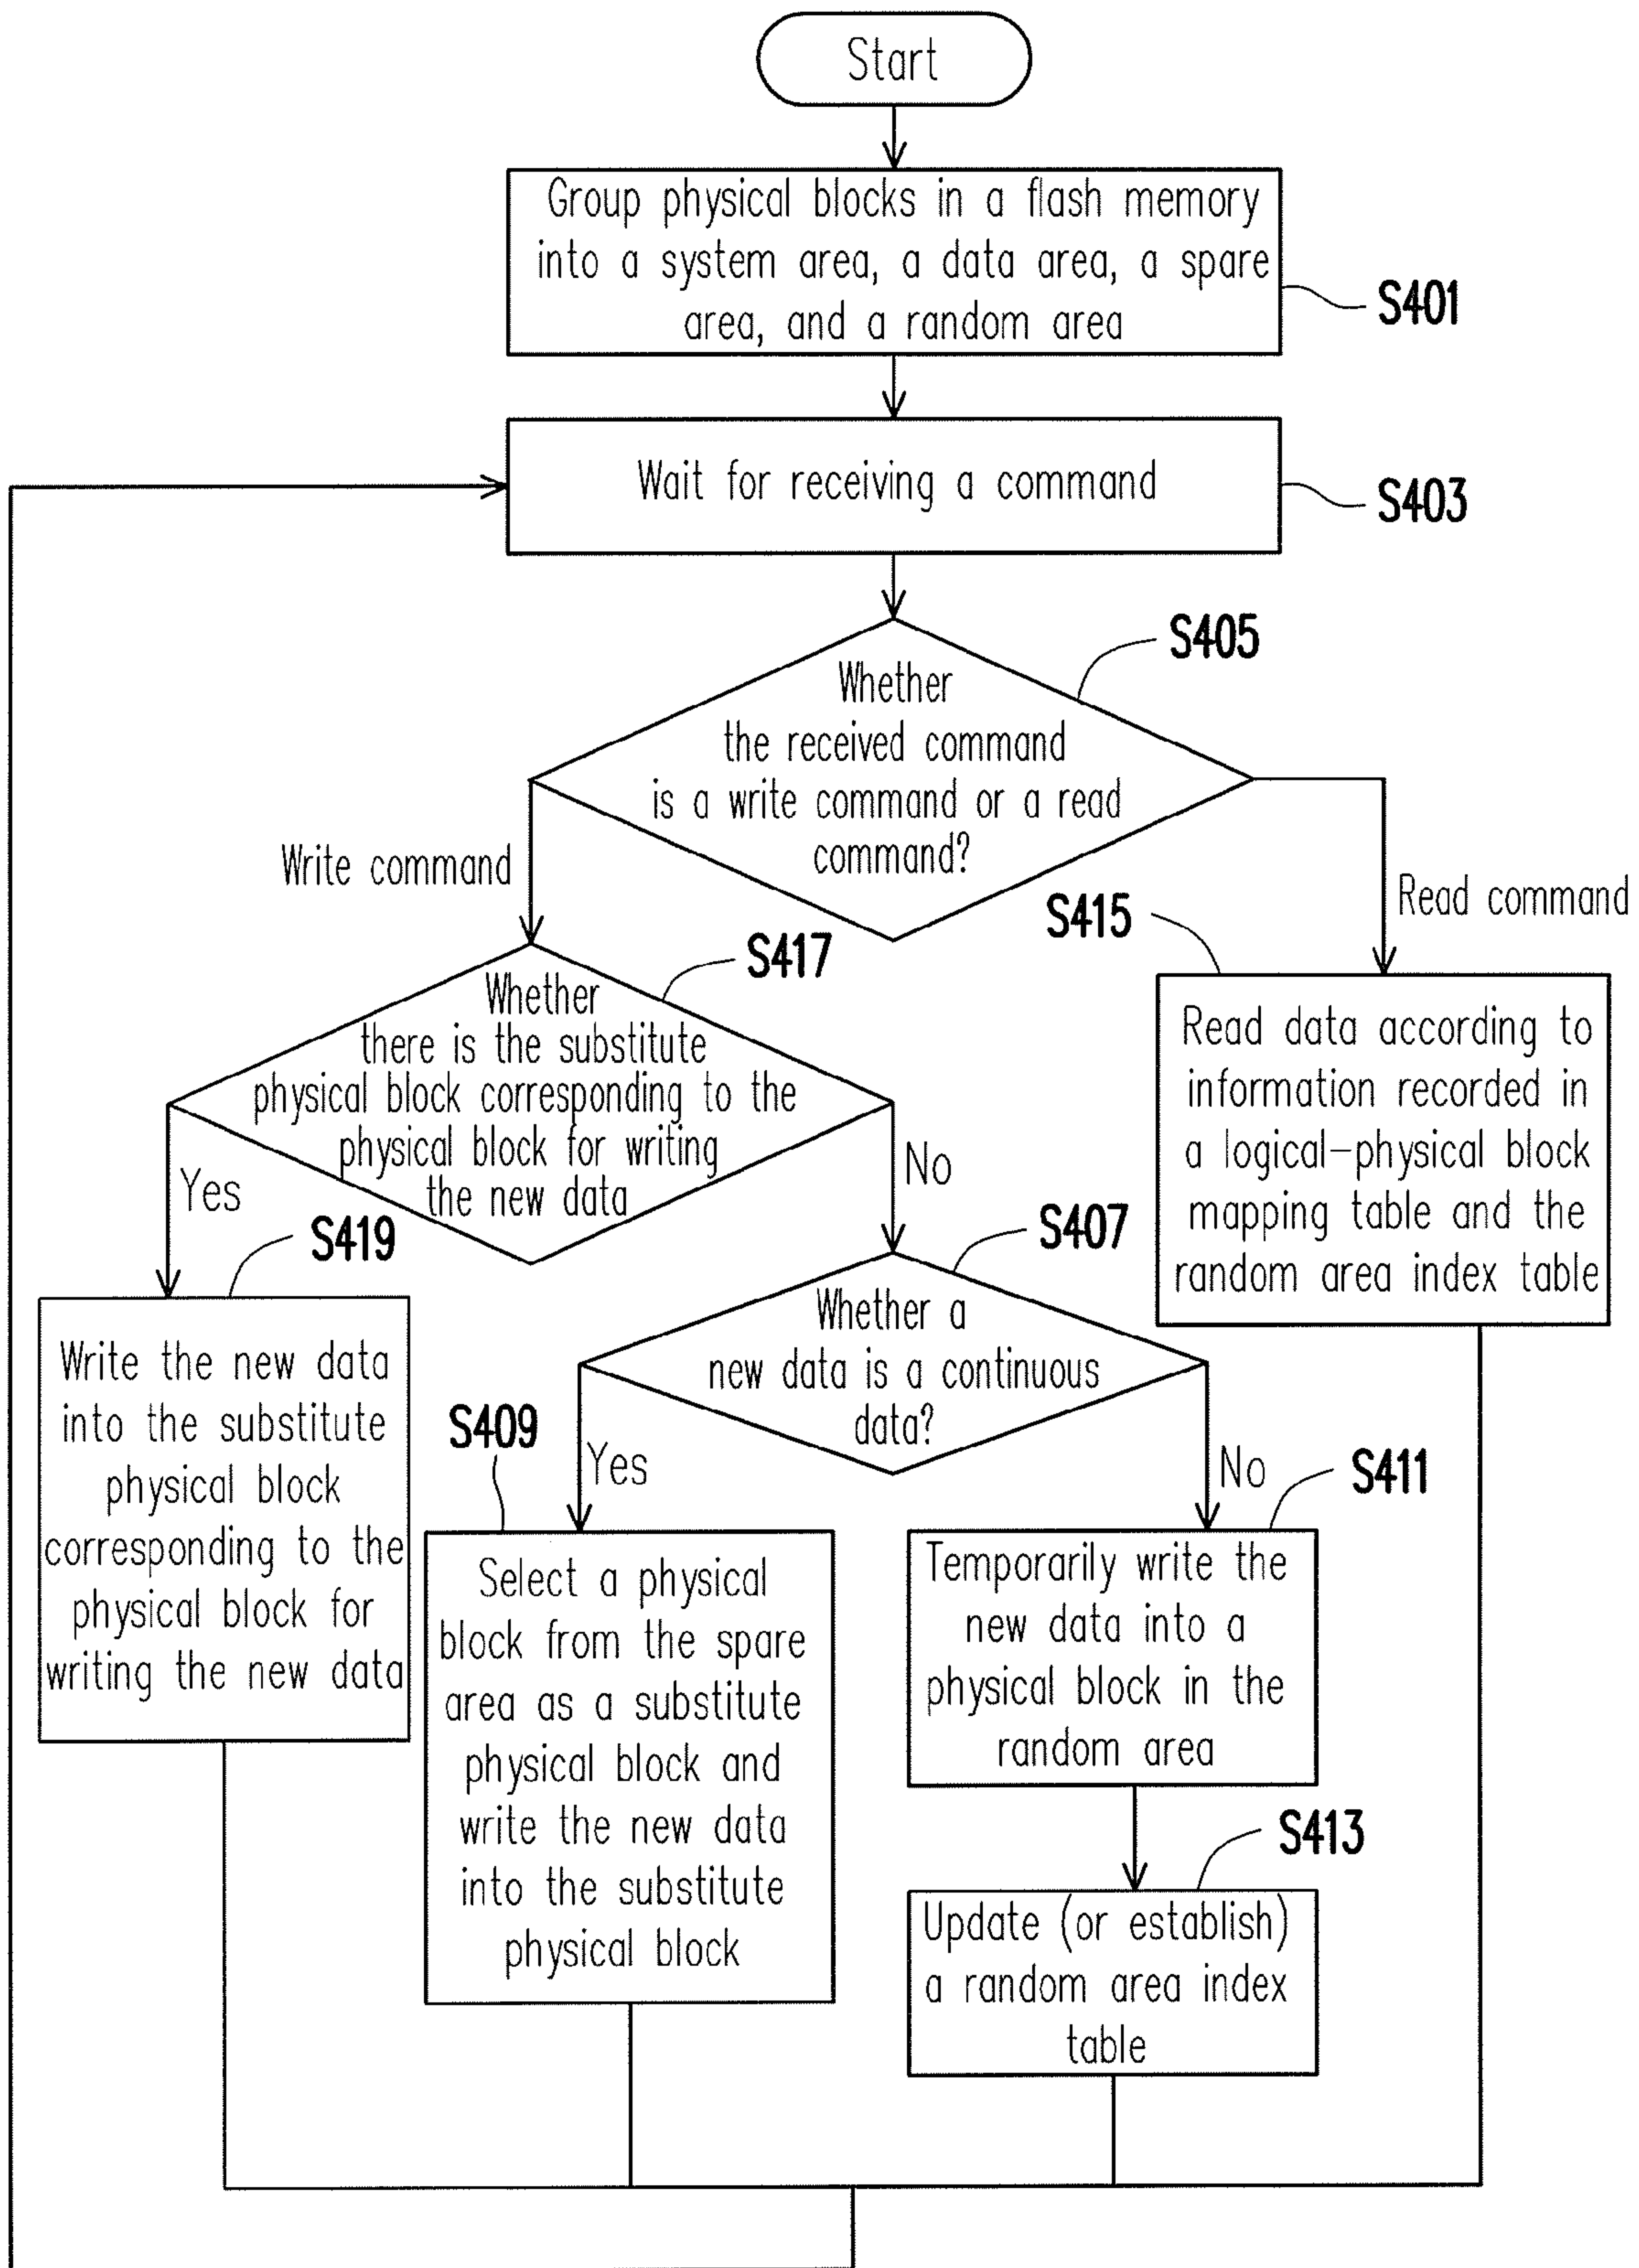 Start
Group physical blocks in a flash memory
into a system area, a data area, a spare
area, and a random area
S401
Wait for receiving a command
S403
S405
Whether
the received command
is a write command or a read
command?
Write command
Read command
S415
Read data according to
information recorded in
a logical-physical block
mapping table and the
random area index table
S417
Whether
there is the substitute
physical block corresponding to the
physical block for writing
the new data
Yes
No
S419
Write the new data
into the substitute
physical block
corresponding to the
physical block for
writing the new data
S407
Whether a
new data is a continuous
data?
Yes
No
S409
Select a physical
block from the spare
area as a substitute
physical block and
write the new data
into the substitute
physical block
S411
Temporarily write the
new data into a
physical block in the
random area
S413
Update (or establish)
a random area index
table